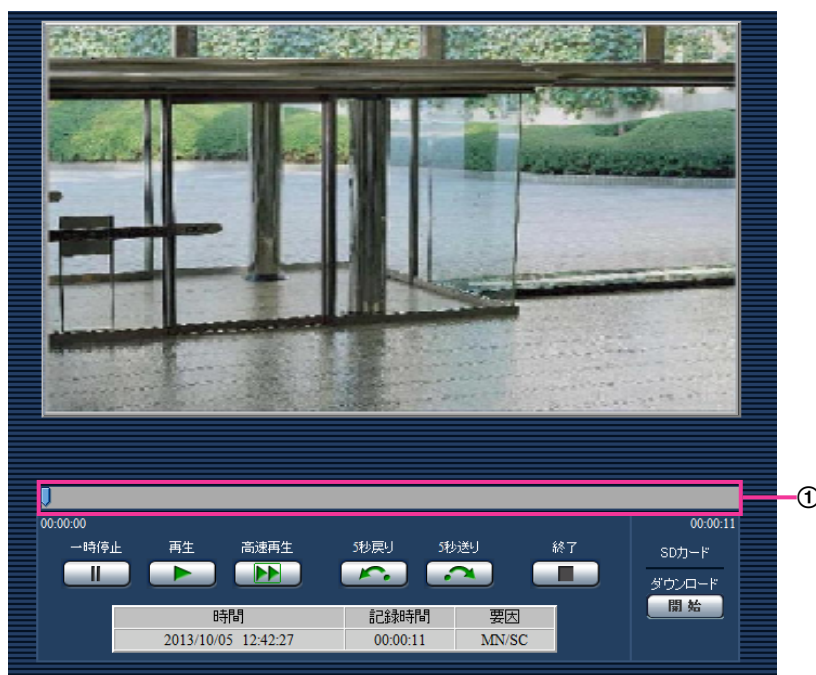 ①
00:00:00
00:00:11
一時停止
再生
高速再生
5秒戻り
5秒送り
終了
SDカード
ダウンロード
開始
時間 記録時間 要因
2013/10/05 12:42:27 00:00:11 MN/SC